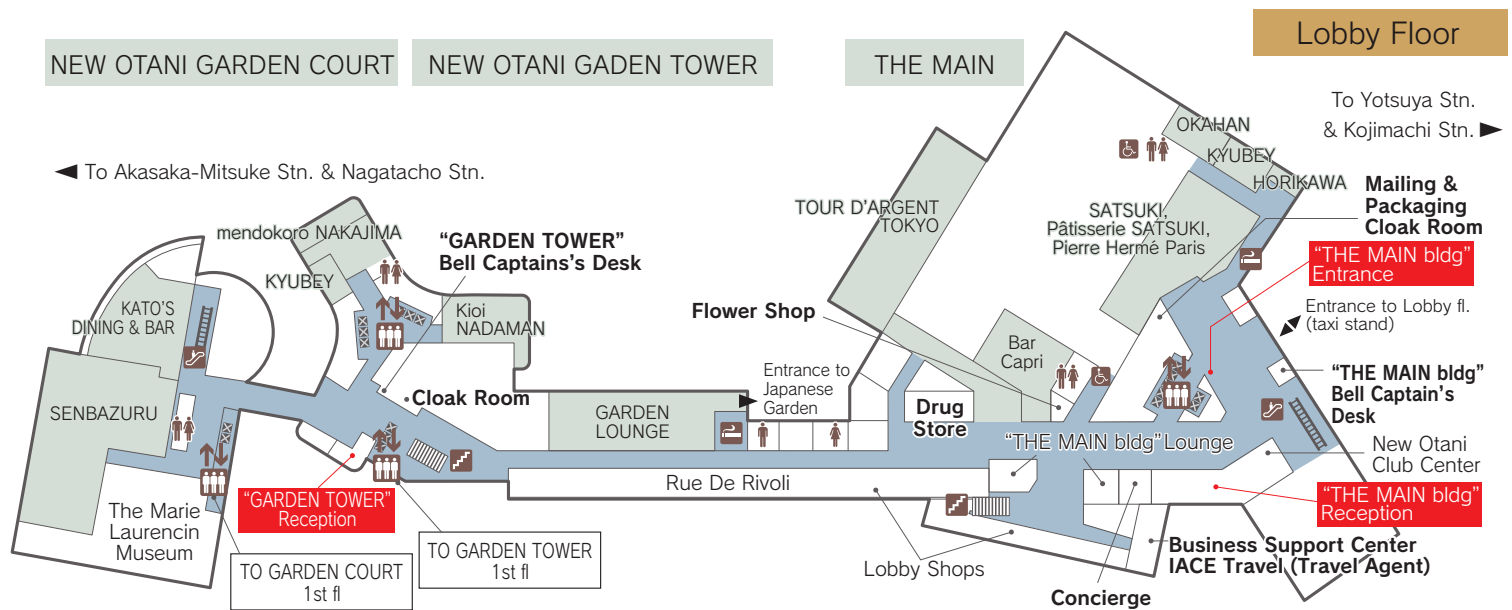 Lobby Floor
NEW OTANI GARDEN COURT
NEW OTANI GADEN TOWER
THE MAIN
To Yotsuya Stn.
& Kojimachi Stn. ►
◄ To Akasaka-Mitsuke Stn. & Nagatacho Stn.
OKAHAN
KYUBEY
HORIKAWA
Mailing &
Packaging
Cloak Room
TOUR D'ARGENT
TOKYO
SATSUKI,
Pâtisserie SATSUKI,
Pierre Hermé Paris
mendokoro NAKAJIMA
KYUBEY
“GARDEN TOWER”
Bell Captains's Desk
“THE MAIN bldg”
Entrance
KATO'S
DINING & BAR
Kioi
NADAMAN
Flower Shop
Entrance to Lobby fl.
(taxi stand)
Bar
Capri
Entrance to
Japanese
Garden
“THE MAIN bldg”
Bell Captain's
Desk
SENBAZURU
Cloak Room
GARDEN
LOUNGE
Drug
Store
“THE MAIN bldg”Lounge
New Otani
Club Center
Rue De Rivoli
“GARDEN TOWER”
Reception
“THE MAIN bldg”
Reception
The Marie
Laurencin
Museum
TO GARDEN COURT
1st fl
TO GARDEN TOWER
1st fl
Lobby Shops
Business Support Center
IACE Travel (Travel Agent)
Concierge